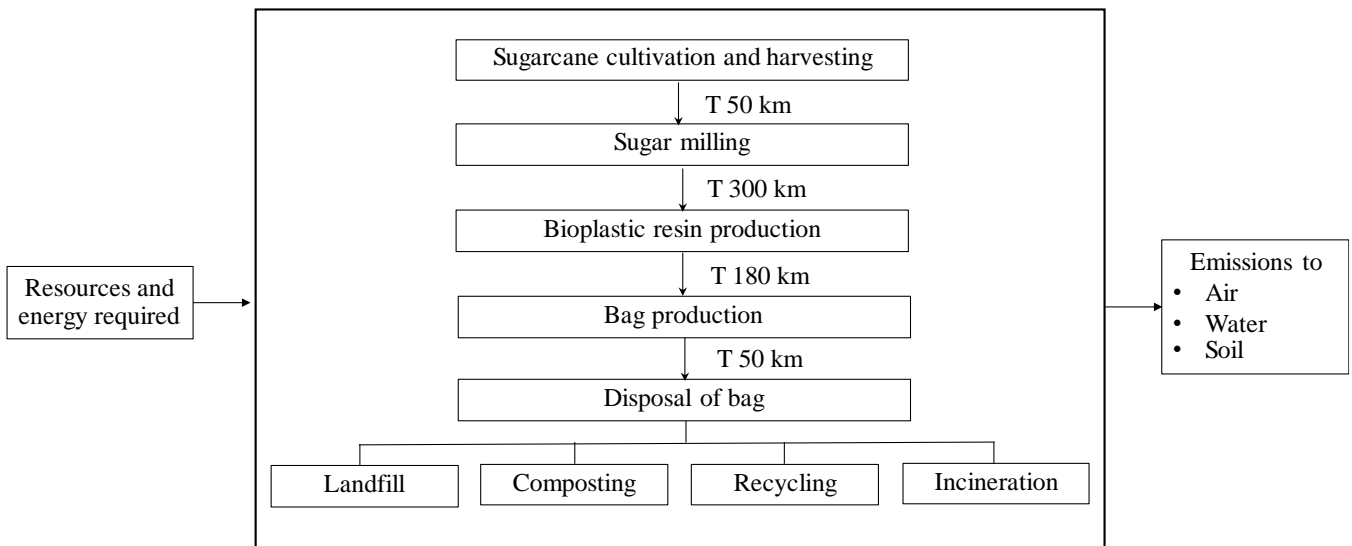 Sugarcane cultivation and harvesting
T 50 km
Sugar milling
T 300 km
Bioplastic resin production
T 180 km
Resources and
energy required
Bag production
T 50 km
Disposal of bag
Landfill
Composting
Recycling
Incineration
Emissions to
• Air
• Water
• Soil